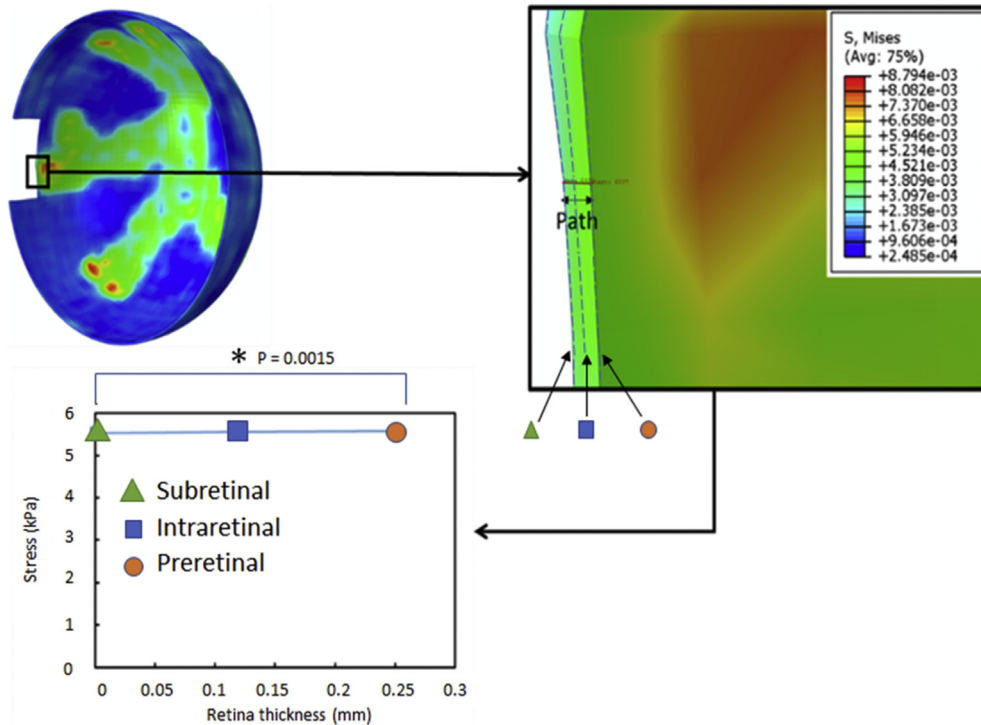 S, Mises
(Avg: 75%)
+8.794e-03
+8.082e-03
+7.370e-03
+6.658e-03
+5.946e-03
+5.234e-03
+4.521e-03
+3.809e-03
+3.097e-03
+2.385e-03
+1.673e-03
+9.606e-04
+2.485e-04
Path
* P = 0.0015
6
5
4
3
2
1
0
Stress (kPa)
Subretinal
Intraretinal
Preretinal
0 0.05 0.1 0.15 0.2 0.25 0.3
Retina thickness (mm)